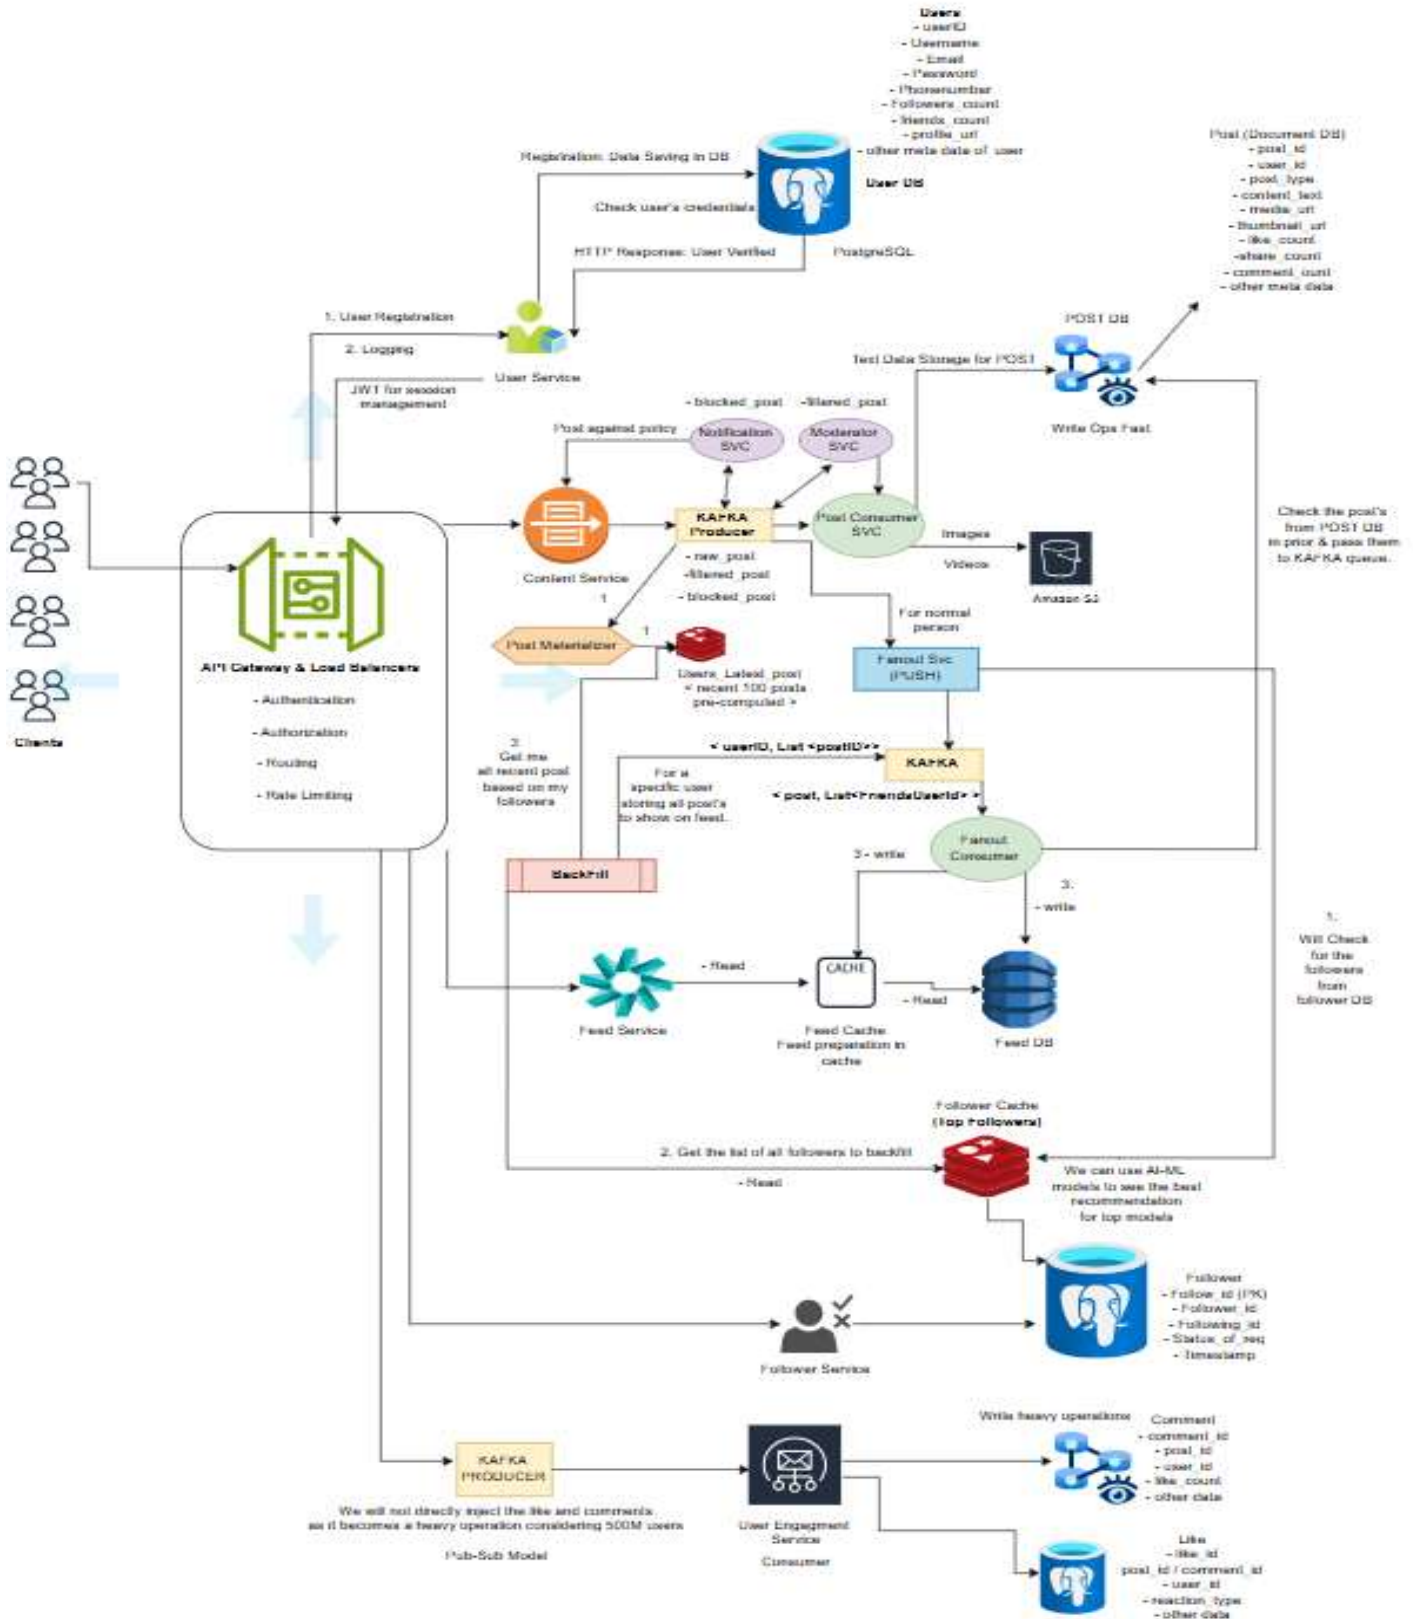 Users
- userID
- Username
- Email
- Password
- Phonenumber
- Followers_count
- friends_count
- profile_url
- other meta data of user
User DB
PostgreSQL
Registration: Data Saving in DB
Check user's credentials
HTTP Response: User Verified
Post (Document DB)
- post_id
- user_id
- post_type
- content_text
- media_url
- thumbnail_url
- like_count
-share_count
- comment_ount
- other meta data
1. User Registration
2. Logging
User Service
JWT for session
management
POST DB
Text Data Storage for POST
Write Ops Fast
- blocked_post
-filtered_post
Post against policy
Notification
SVC
Moderator
SVC
KAFKA
Producer
Post Consumer
SVC
Content Service
- raw_post
-filtered_post
- blocked_post
Images
Videos
Amazon S3
Check the post's
from POST DB
in prior & pass them
to KAFKA queue.
Clients
API Gateway & Load Balancers
- Authentication
- Authorization
- Routing
- Rate Limiting
1
Post Materializer
1
Users_Latest_post
< recent 100 posts
pre-computed >
For normal
person
Fanout Svc
(PUSH)
2.
Get me
all recent post
based on my
followers
For a
specific user
storing all post's
to show on feed.
< userID, List <postID>>
KAFKA
< post, List<FriendsUserId> >
Fanout
Consumer
BackFill
3 - write
3.
- write
1.
Will Check
for the
followers
from
follower DB
Feed Service
- Read
CACHE
- Read
Feed Cache
Feed preparation in
cache
Feed DB
Follower Cache
(Top Followers)
2. Get the list of all followers to backfill
- Read
We can use AI-ML
models to see the best
recommendation
for top models
Follower
- Follow_id (PK)
- Follower_id
- Following_id
- Status_of_req
- Timestamp
Follower Service
KAFKA
PRODUCER
We will not directly inject the like and comments
as it becomes a heavy operation considering 500M users
Pub-Sub Model
User Engagment
Service
Consumer
Write heavy operations
Comment
- comment_id
- post_id
- user_id
- like_count
- other data
Like
- like_id
post_id / comment_id
- user_id
- reaction_type
- other data